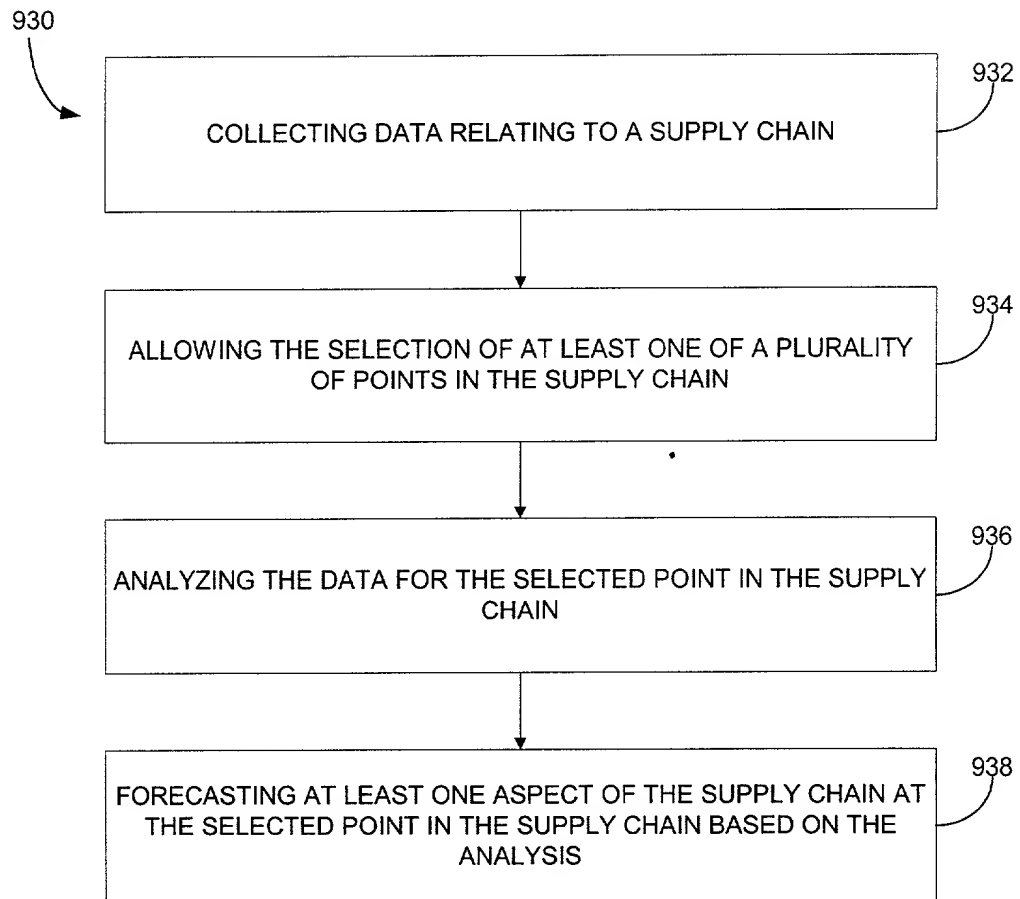 930
932
COLLECTING DATA RELATING TO A SUPPLY CHAIN
934
ALLOWING THE SELECTION OF AT LEAST ONE OF A PLURALITY
OF POINTS IN THE SUPPLY CHAIN
936
ANALYZING THE DATA FOR THE SELECTED POINT IN THE SUPPLY
CHAIN
938
FORECASTING AT LEAST ONE ASPECT OF THE SUPPLY CHAIN AT
THE SELECTED POINT IN THE SUPPLY CHAIN BASED ON THE
ANALYSIS